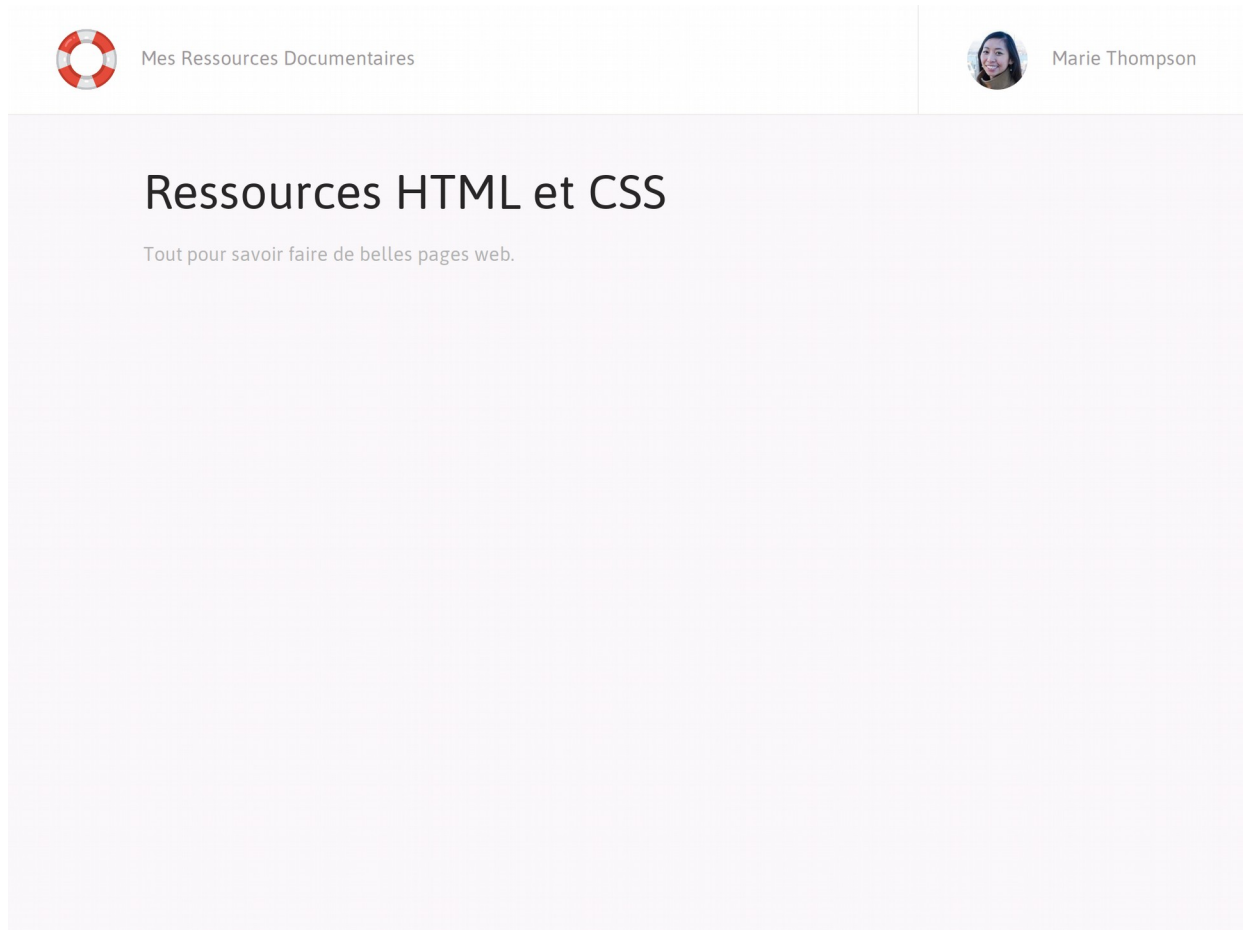 Mes Ressources Documentaires
Marie Thompson
Ressources HTML et CSS
Tout pour savoir faire de belles pages web.